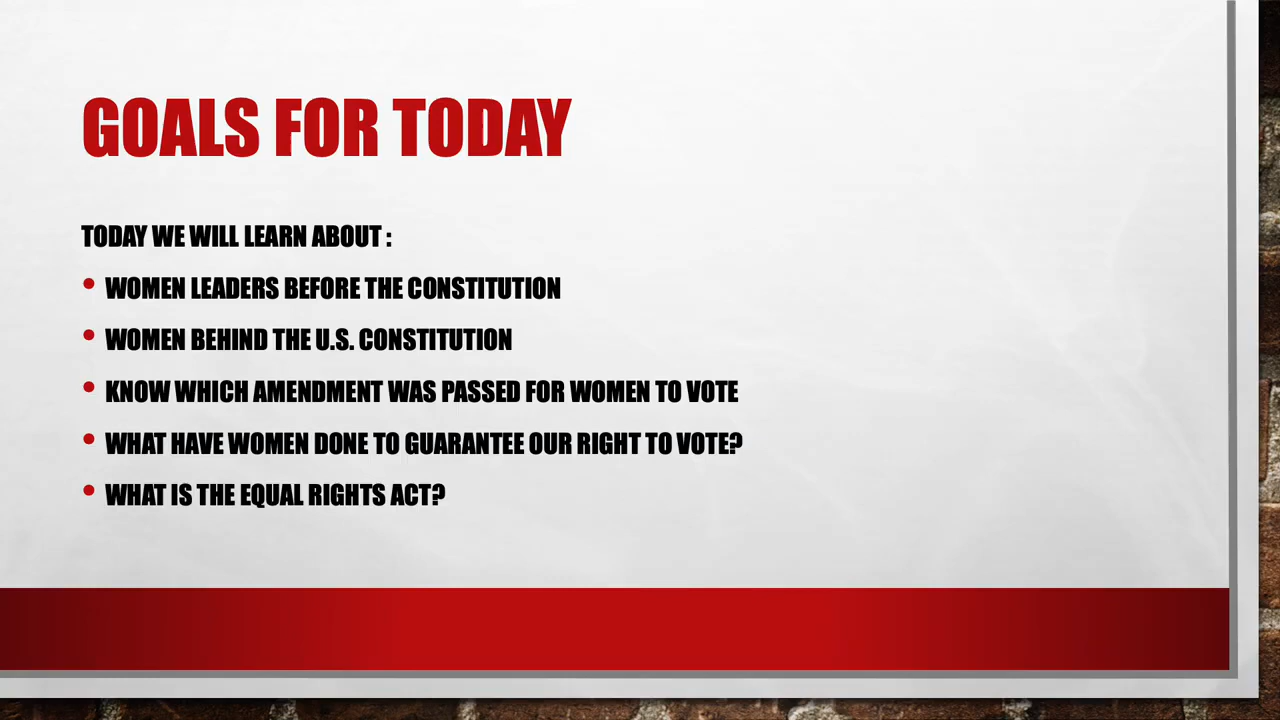 GOALS FOR TODAY
TODAY WE WILL LEARN ABOUT :
• WOMEN LEADERS BEFORE THE CONSTITUTION
• WOMEN BEHIND THE U.S. CONSTITUTION
• KNOW WHICH AMENDMENT WAS PASSED FOR WOMEN TO VOTE
• WHAT HAVE WOMEN DONE TO GUARANTEE OUR RIGHT TO VOTE?
• WHAT IS THE EQUAL RIGHTS ACT?